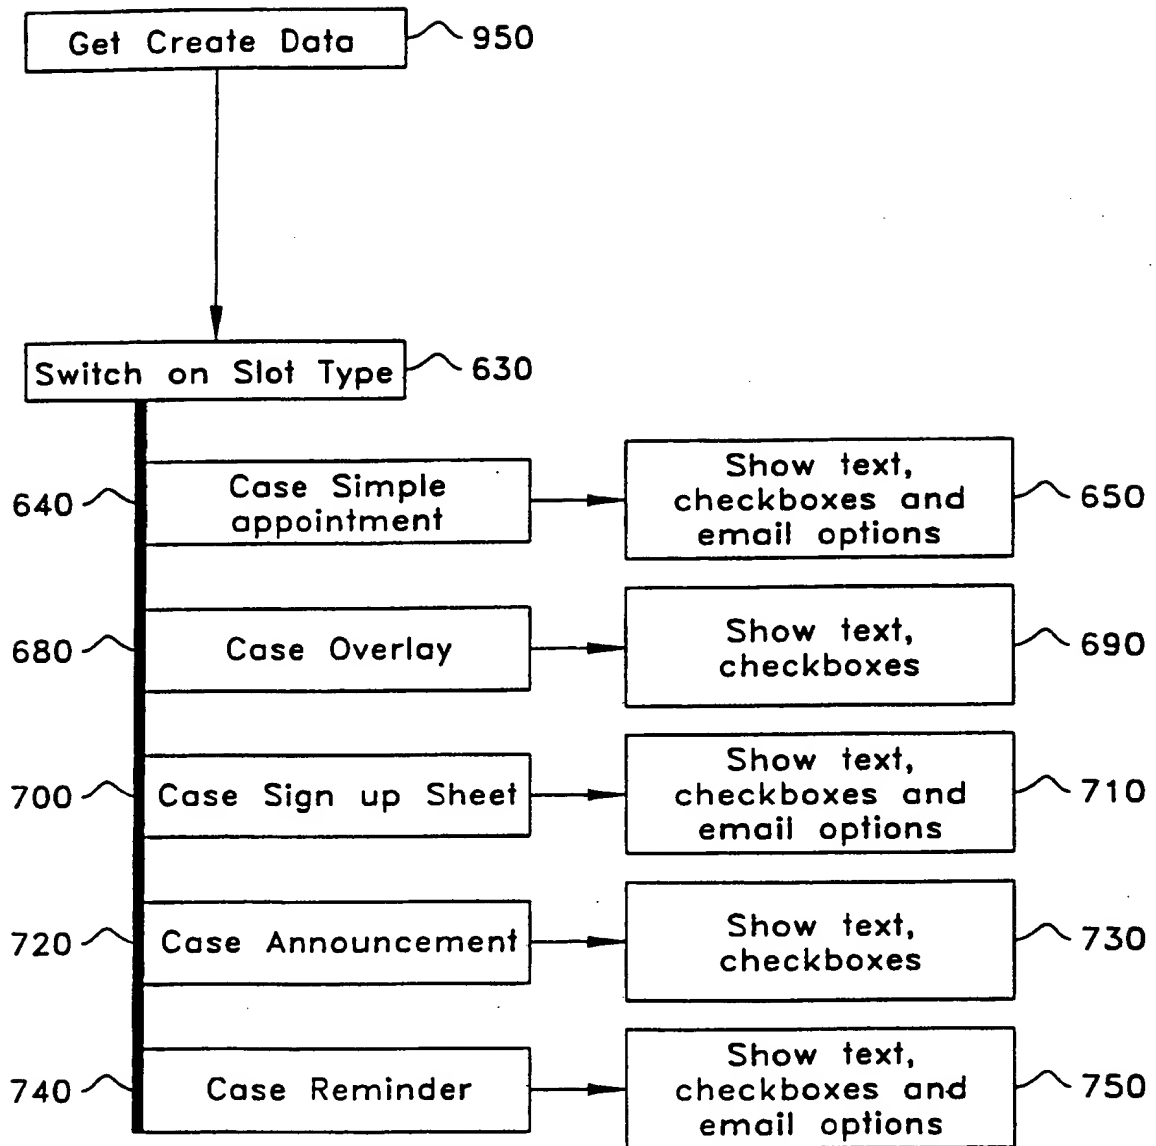 Get Create Data
950
Switch on Slot Type
630
640
Case Simple
appointment
Show text,
checkboxes and
email options
650
680
Case Overlay
Show text,
checkboxes
690
700
Case Sign up Sheet
Show text,
checkboxes and
email options
710
720
Case Announcement
Show text,
checkboxes
730
740
Case Reminder
Show text,
checkboxes and
email options
750